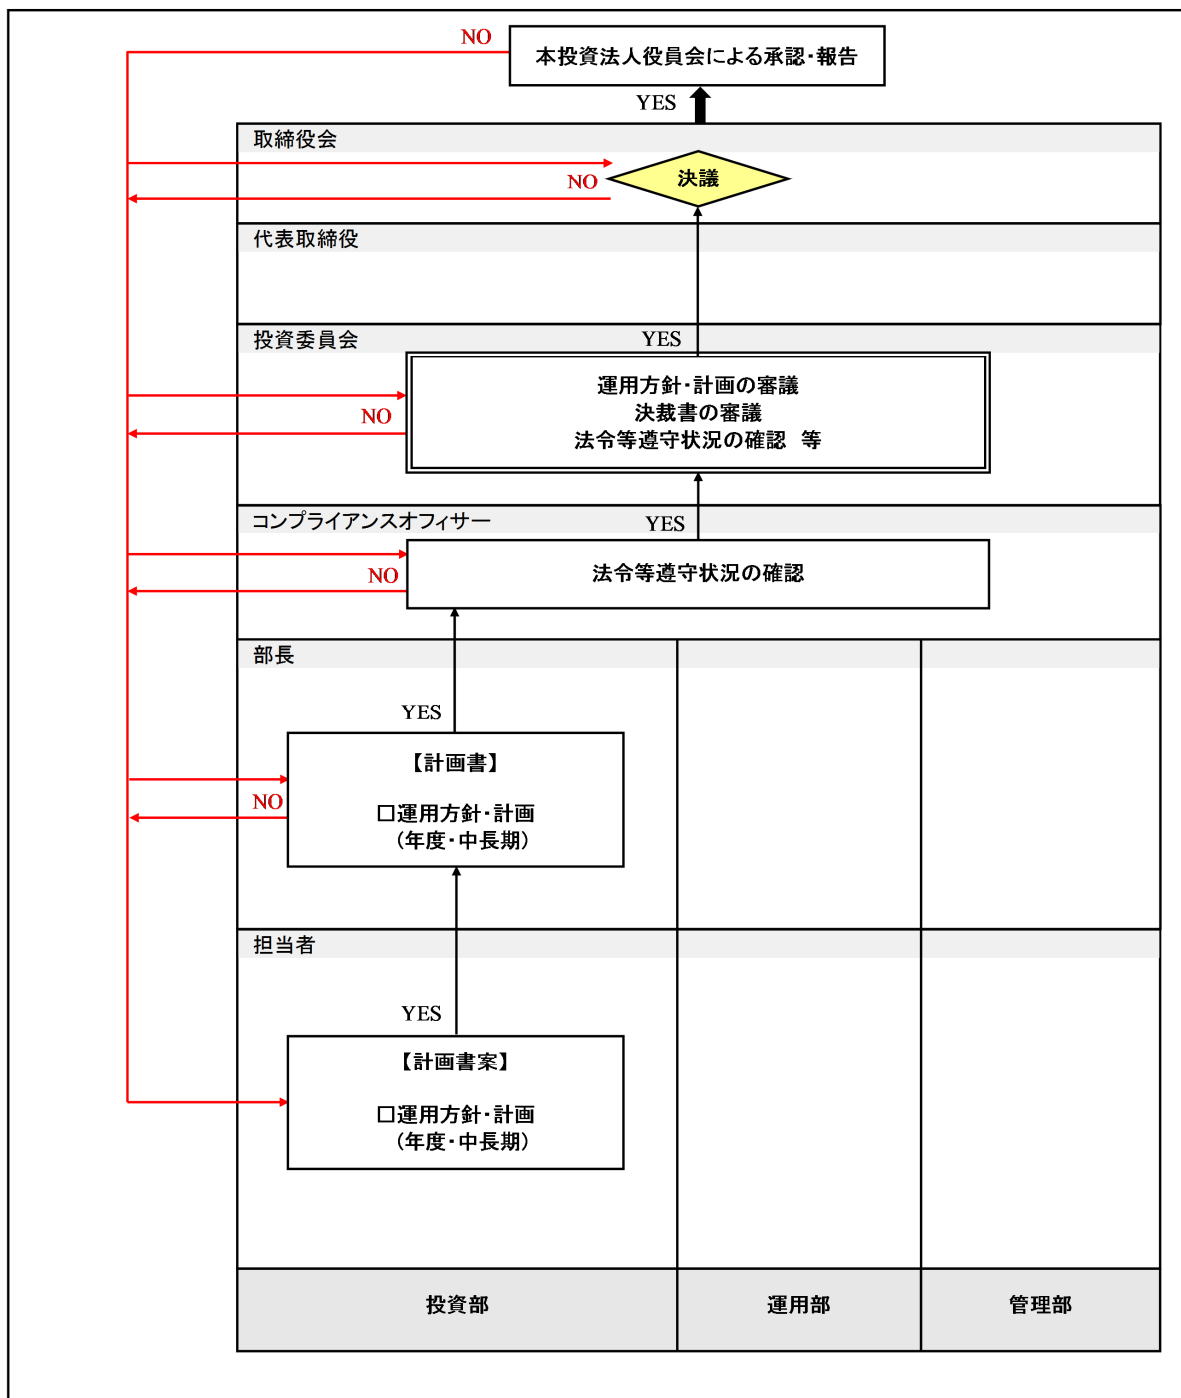 NO
本投資法人役員会による承認・報告
YES
取締役会
決議
NO
代表取締役
投資委員会
YES
運用方針・計画の審議
決裁書の審議
法令等遵守状況の確認 等
NO
コンプライアンスオフィサー
YES
法令等遵守状況の確認
NO
部長
YES
【計画書】
NO
□運用方針・計画
(年度・中長期)
担当者
YES
【計画書案】
□運用方針・計画
(年度・中長期)
投資部
運用部
管理部